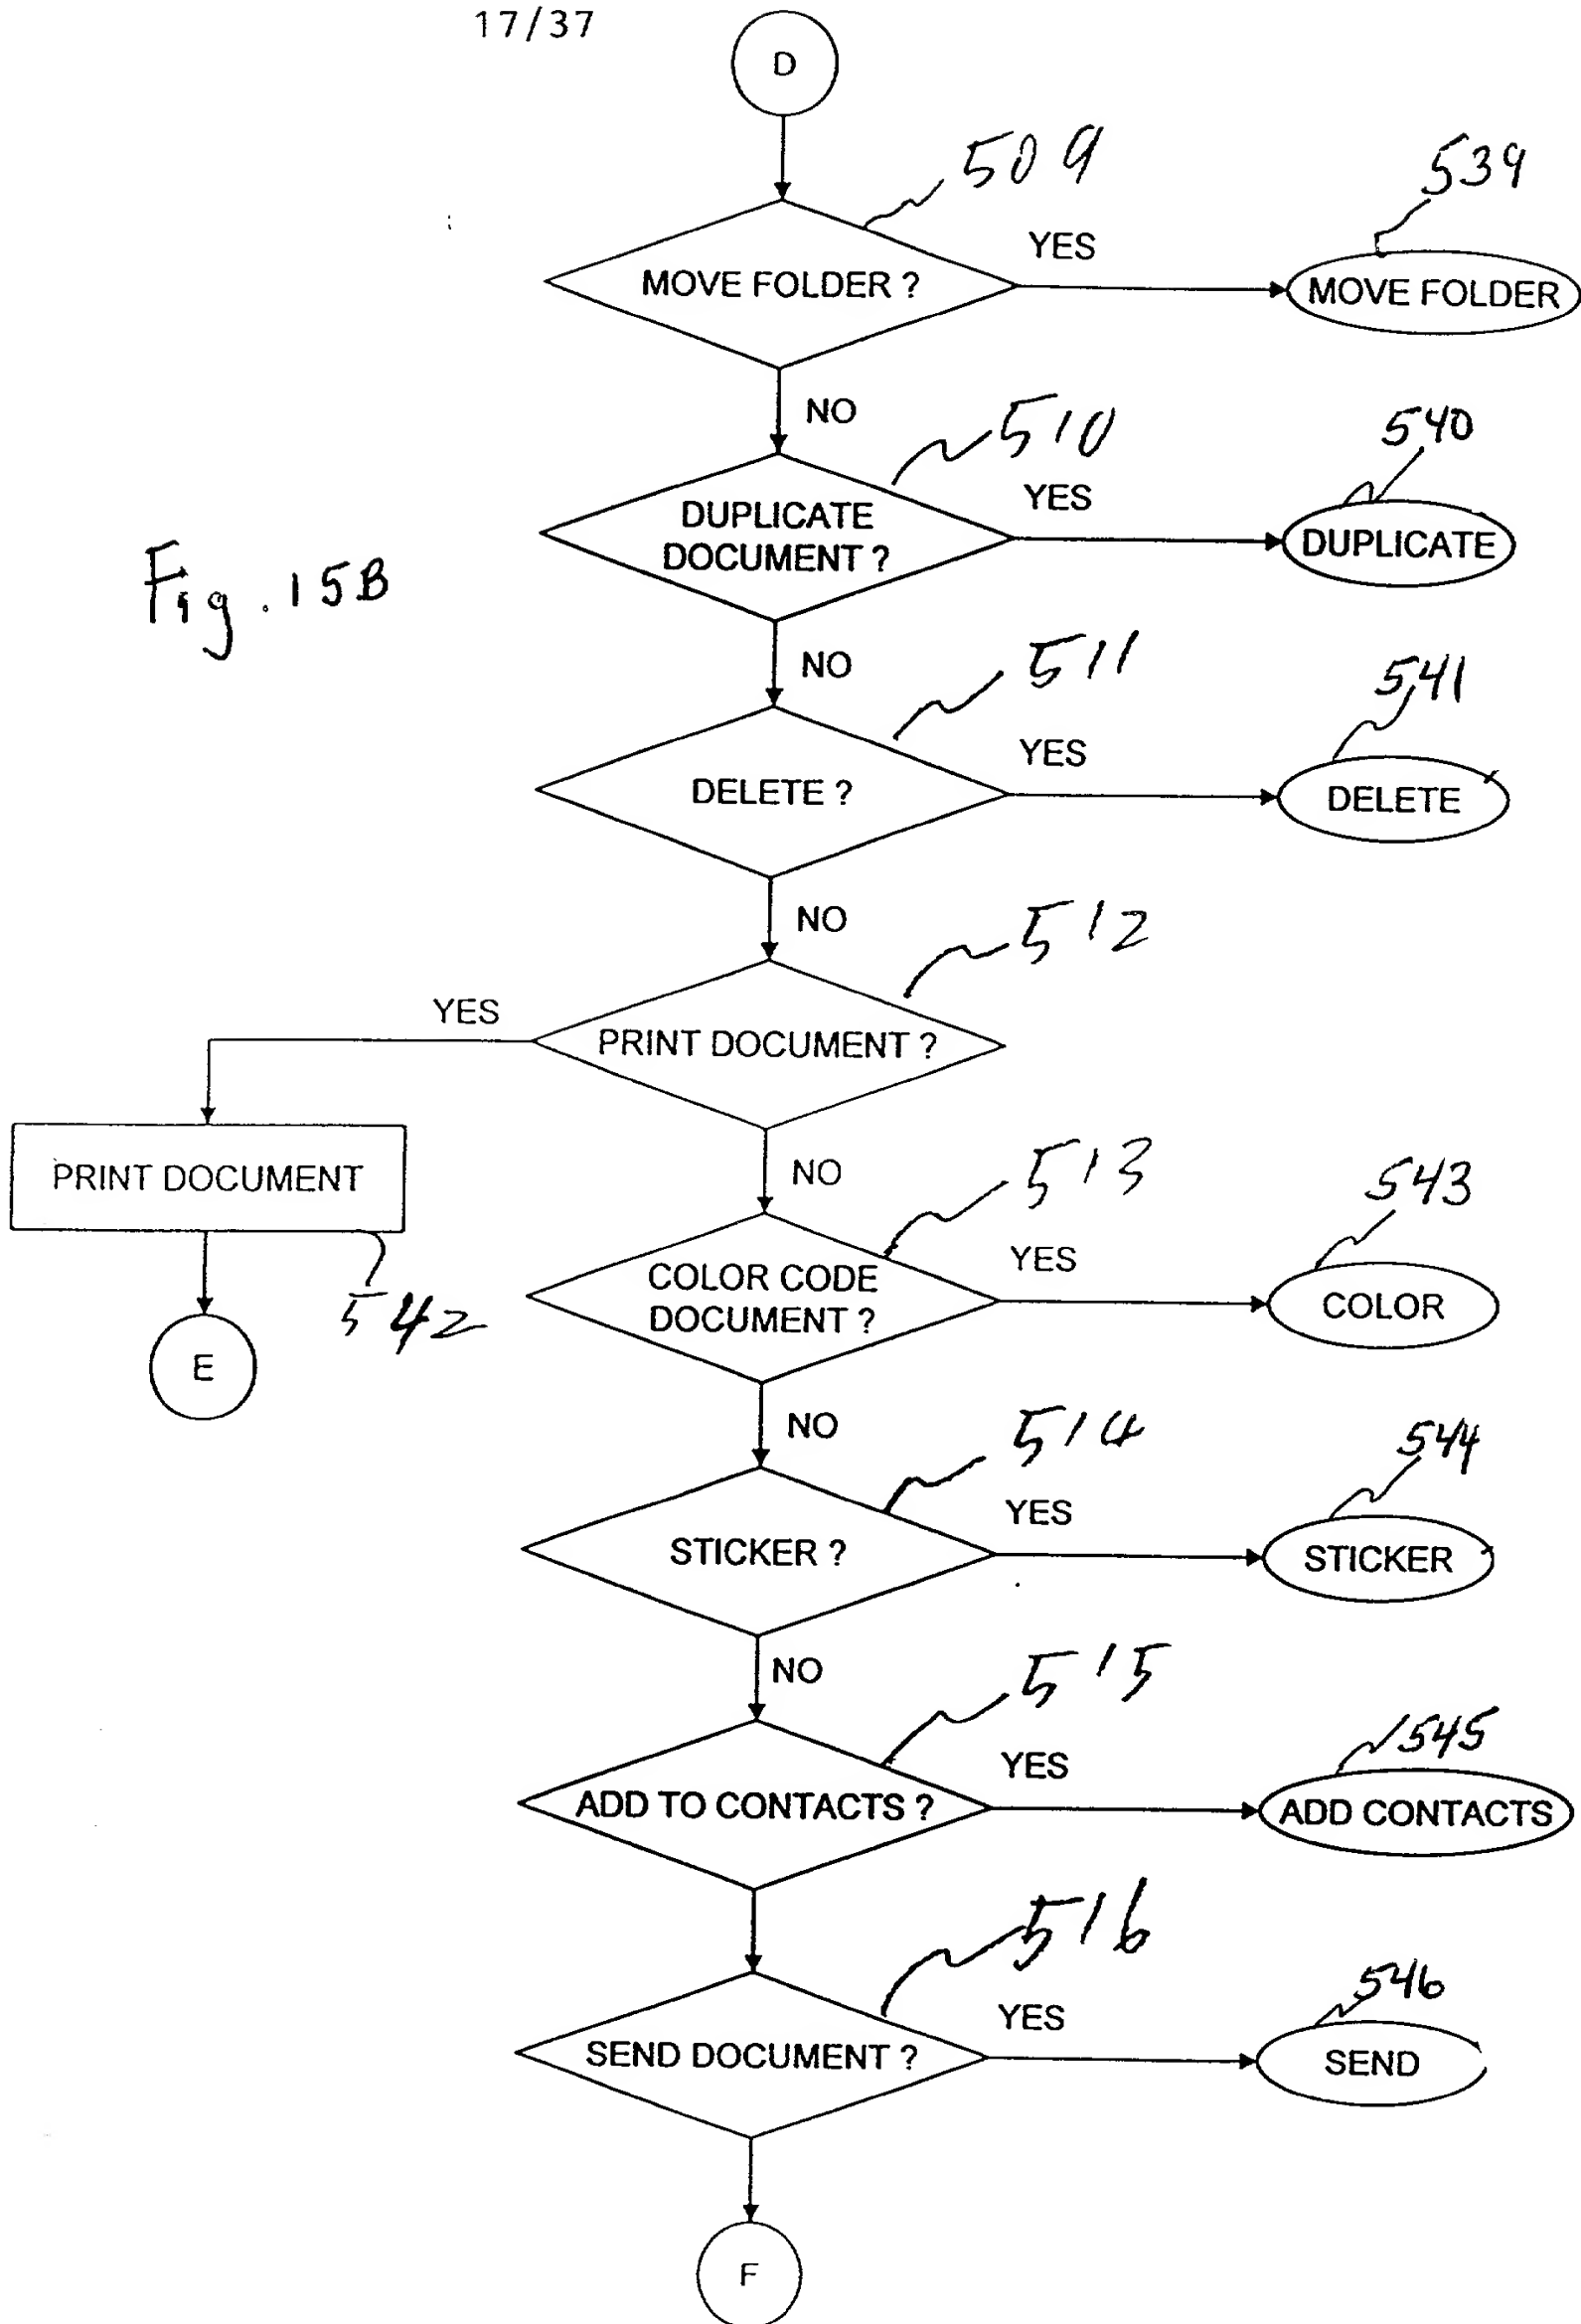 17/37
D
509
539
YES
MOVE FOLDER ?
MOVE FOLDER
NO
510
540
YES
DUPLICATE
DOCUMENT ?
DUPLICATE
Fig. 15B
NO
511
541
YES
DELETE ?
DELETE
NO
512
YES
PRINT DOCUMENT ?
PRINT DOCUMENT
NO
513
543
YES
COLOR CODE
DOCUMENT ?
COLOR
542
E
NO
514
544
YES
STICKER ?
STICKER
NO
515
545
YES
ADD TO CONTACTS ?
ADD CONTACTS
516
546
YES
SEND DOCUMENT ?
SEND
F